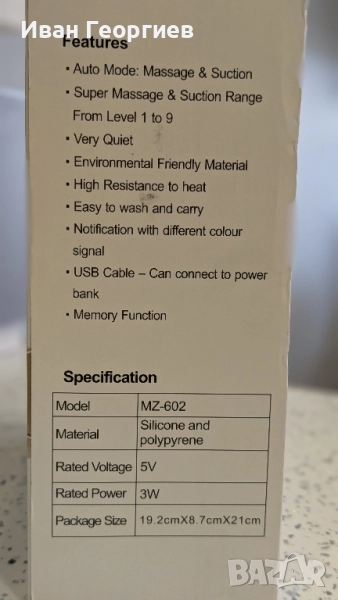 Иван Георгиев
Features
• Auto Mode: Massage & Suction
• Super Massage & Suction Range
From Level 1 to 9
• Very Quiet
• Environmental Friendly Material
• High Resistance to heat
• Easy to wash and carry
• Notification with different colour
signal
• USB Cable – Can connect to power
bank
• Memory Function
Specification
Model MZ-602
Material Silicone and
polypyrene
Rated Voltage 5V
Rated Power 3W
Package Size 19.2cmX8.7cmX21cm
BAZAR